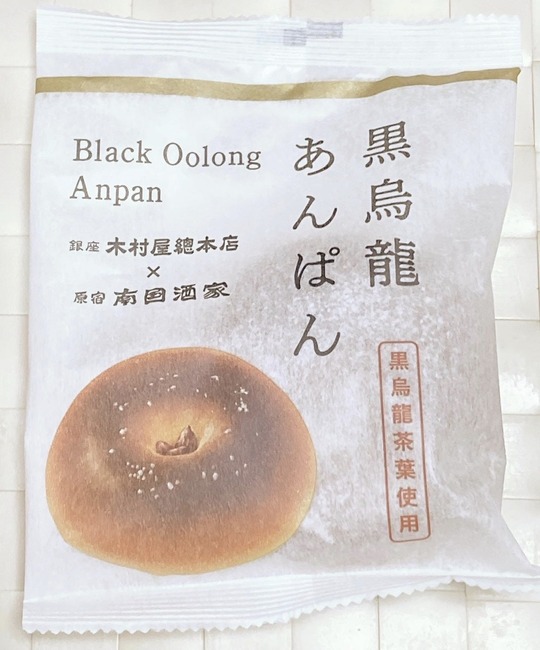 黒烏龍
あんぱん
Black Oolong
Anpan
銀座 木村屋總本店
×
原宿 南国酒家
黒烏龍茶葉使用